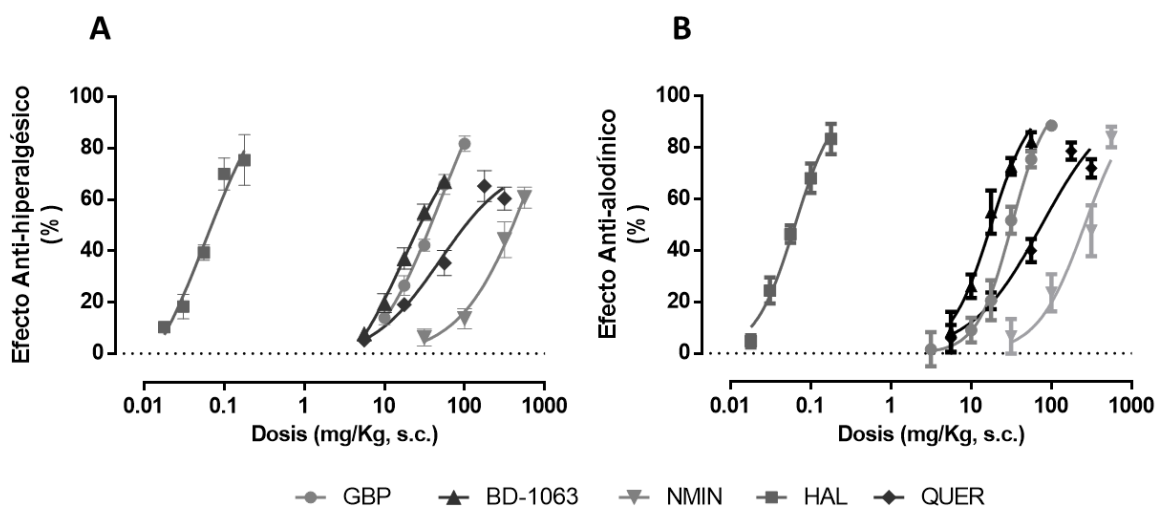 A
B
Efecto Anti-hiperalgésico
(% )
100
80
60
40
20
0
0.01 0.1 1 10 100 1000
Dosis (mg/Kg, s.c.)
Efecto Anti-alodínico
(% )
100
80
60
40
20
0
0.01 0.1 1 10 100 1000
Dosis (mg/Kg, s.c.)
GBP BD-1063 NMIN HAL QUER